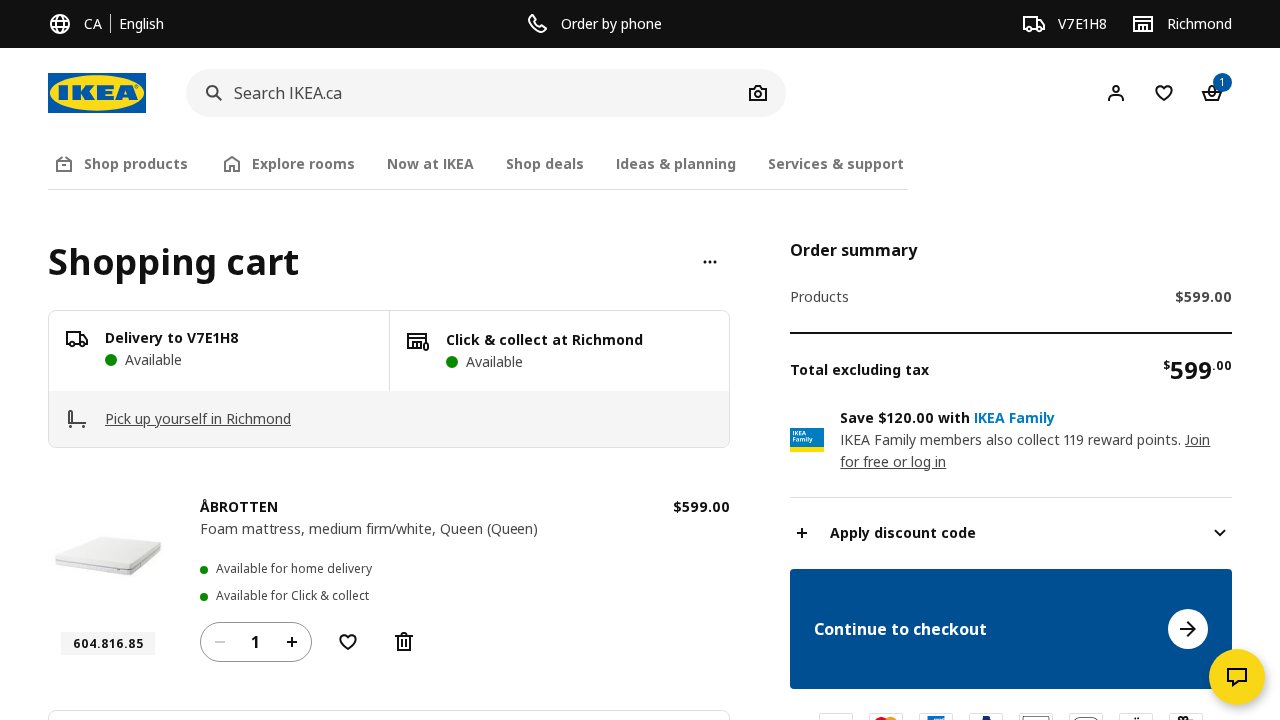 CA English
Order by phone
V7E1H8
Richmond
IKEA
Search IKEA.ca
1
Shop products
Explore rooms
Now at IKEA
Shop deals
Ideas & planning
Services & support
Shopping cart
Delivery to V7E1H8
Available
Click & collect at Richmond
Available
Pick up yourself in Richmond
ÅBROTTEN
$599.00
Foam mattress, medium firm/white, Queen (Queen)
Available for home delivery
Available for Click & collect
604.816.85
1
Order summary
Products $599.00
Total excluding tax $599.00
IKEA
Family
Save $120.00 with IKEA Family
IKEA Family members also collect 119 reward points. Join
for free or log in
Apply discount code
Continue to checkout